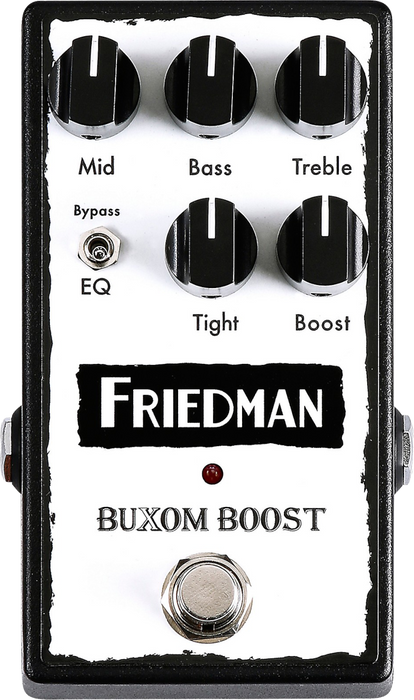 Mid Bass Treble
Bypass
EQ
Tight Boost
FRIEDMAN
BUXOM BOOST